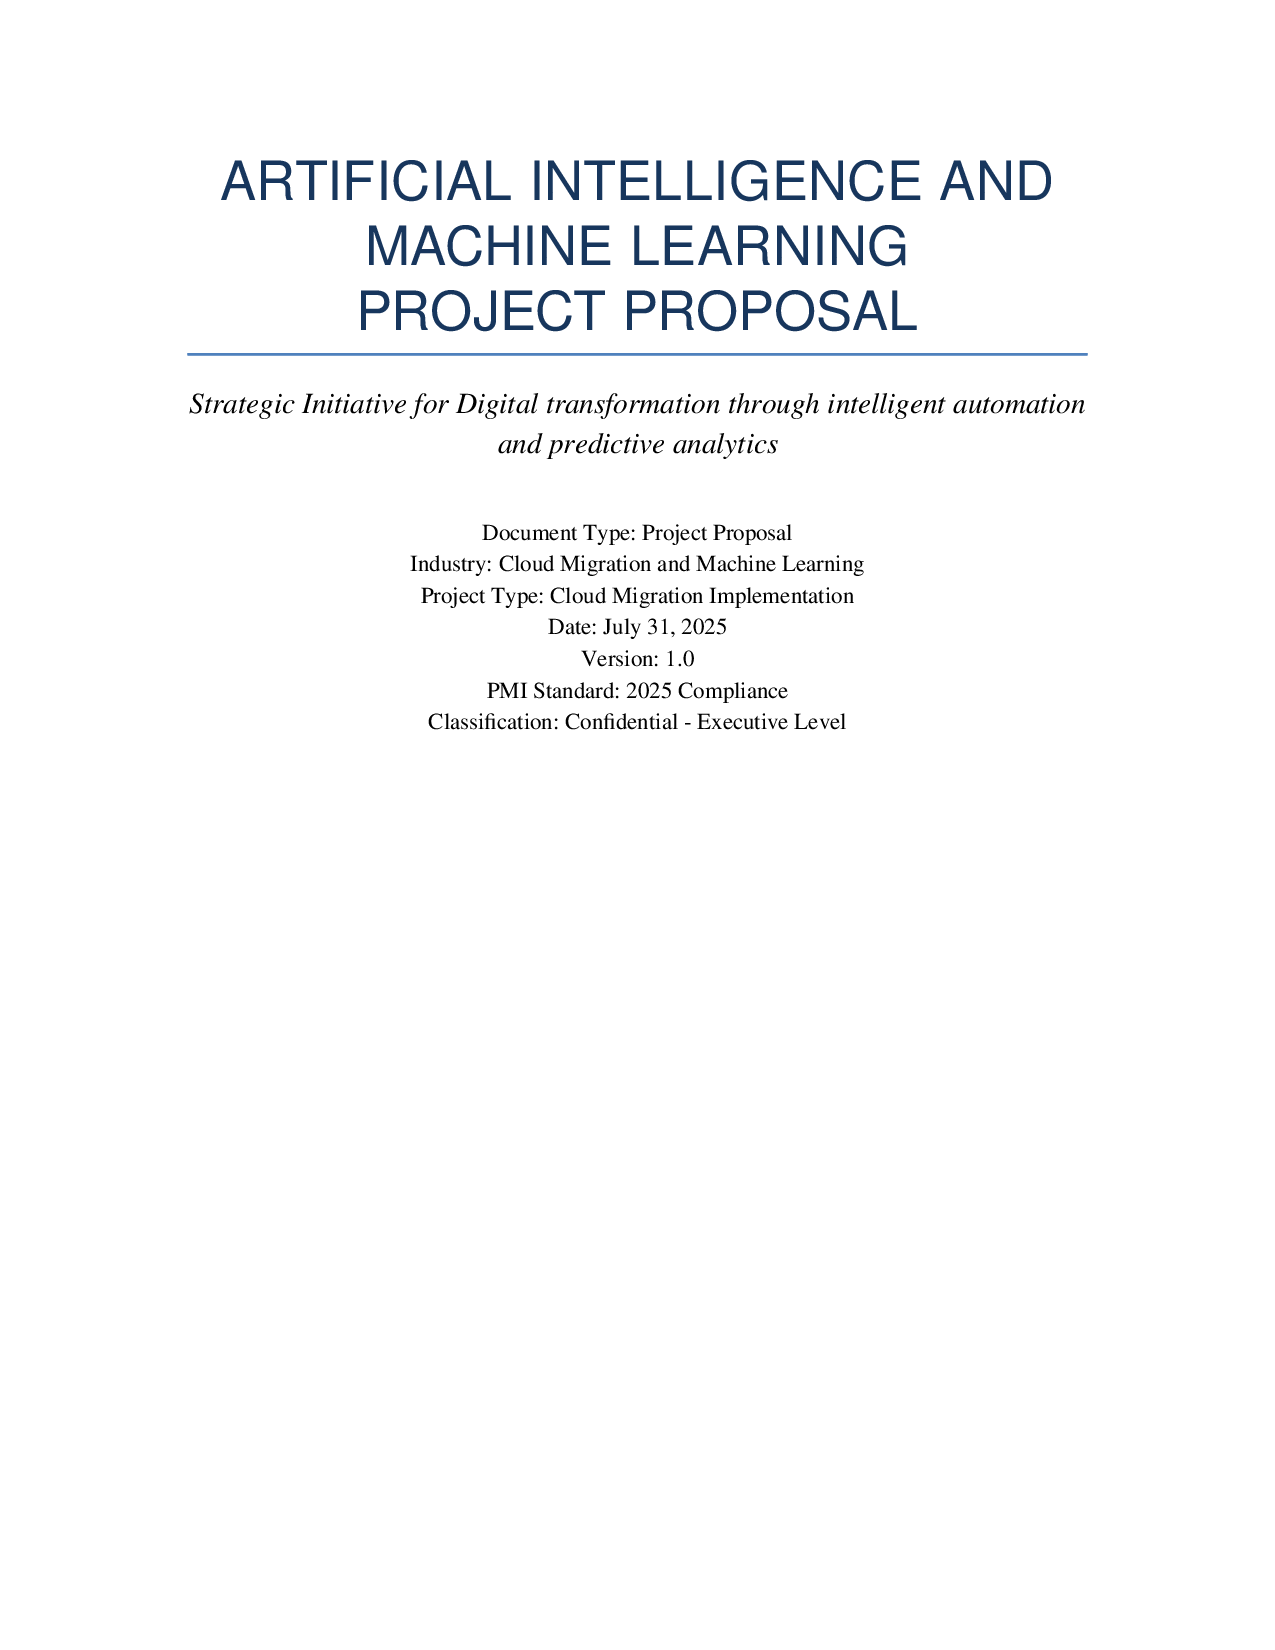 ARTIFICIAL INTELLIGENCE AND
MACHINE LEARNING
PROJECT PROPOSAL
Strategic Initiative for Digital transformation through intelligent automation
and predictive analytics
Document Type: Project Proposal
Industry: Cloud Migration and Machine Learning
Project Type: Cloud Migration Implementation
Date: July 31, 2025
Version: 1.0
PMI Standard: 2025 Compliance
Classification: Confidential - Executive Level